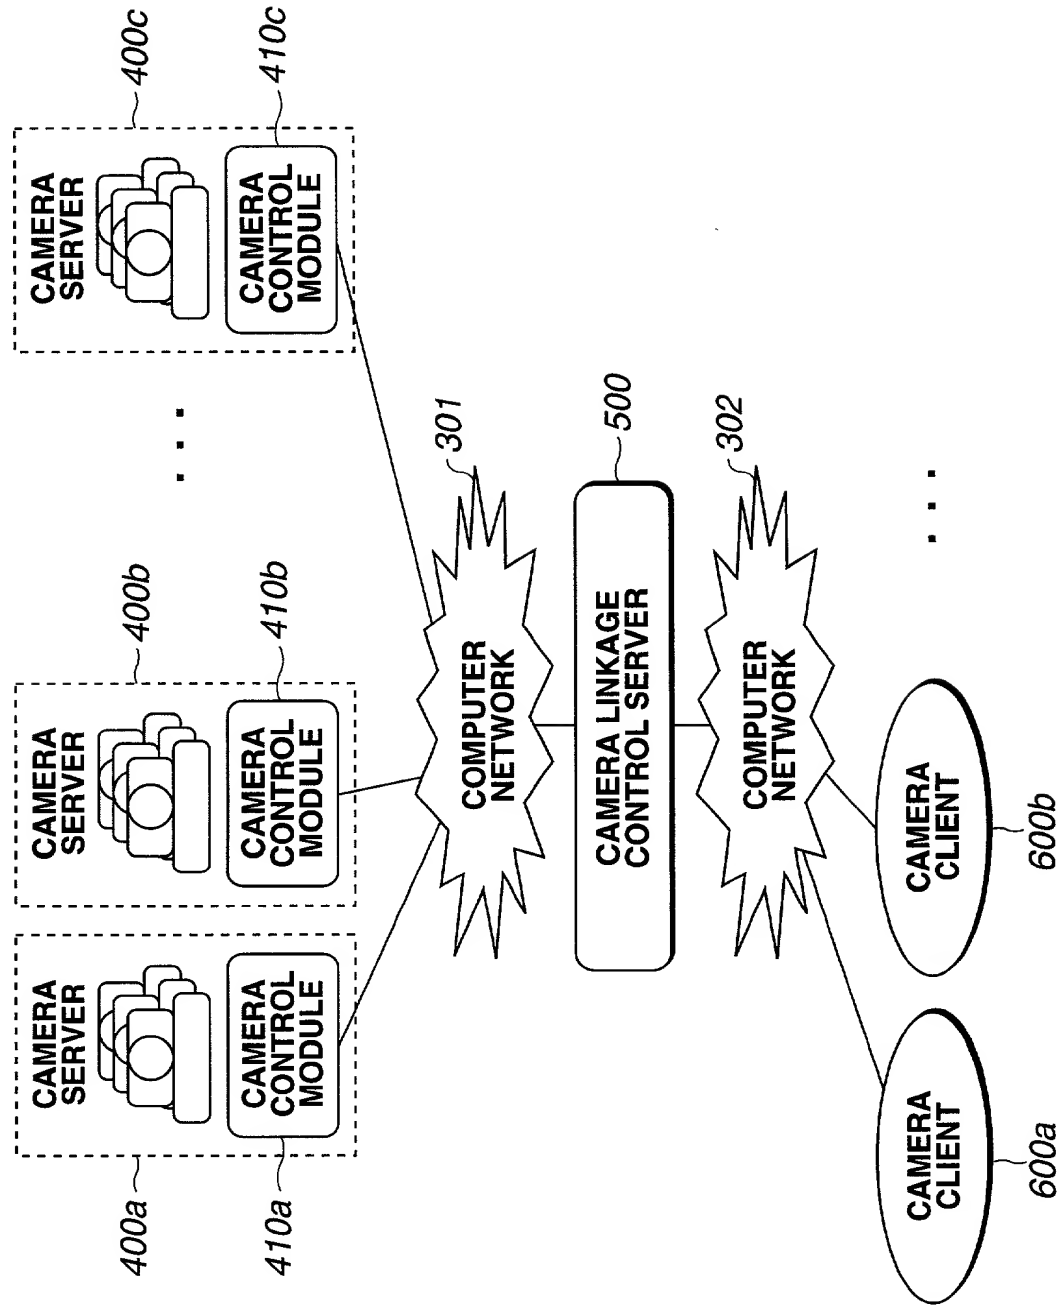 400a
CAMERA
SERVER
410a
CAMERA
CONTROL
MODULE
400b
CAMERA
SERVER
410b
CAMERA
CONTROL
MODULE
. . .
400c
CAMERA
SERVER
410c
CAMERA
CONTROL
MODULE
301
COMPUTER
NETWORK
500
CAMERA LINKAGE
CONTROL SERVER
302
COMPUTER
NETWORK
CAMERA
CLIENT
600a
CAMERA
CLIENT
600b
. . .